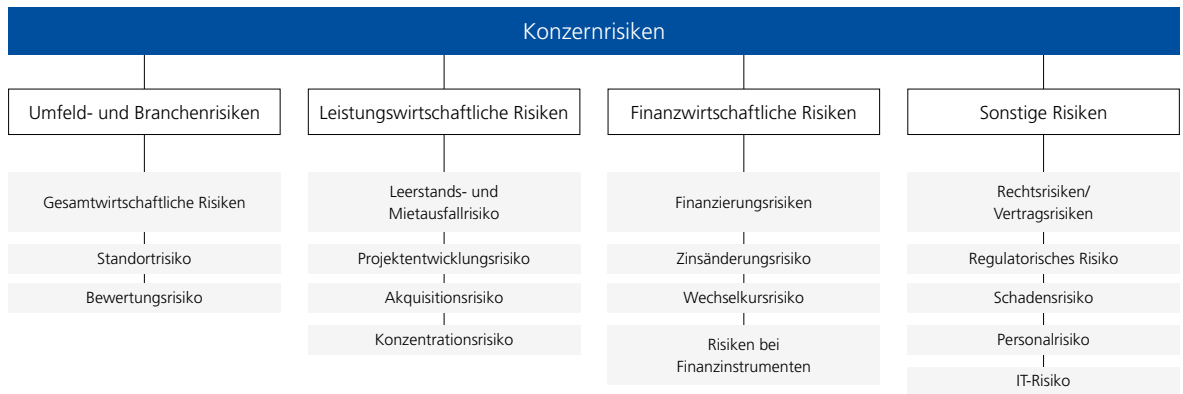 Konzernrisiken
Umfeld- und Branchenrisiken
Gesamtwirtschaftliche Risiken
Standortrisiko
Bewertungsrisiko
Leistungswirtschaftliche Risiken
Leerstands- und
Mietausfallrisiko
Projektentwicklungsrisiko
Akquisitionsrisiko
Konzentrationsrisiko
Finanzwirtschaftliche Risiken
Finanzierungsrisiken
Zinsänderungsrisiko
Wechselkursrisiko
Risiken bei
Finanzinstrumenten
Sonstige Risiken
Rechtsrisiken/
Vertragsrisiken
Regulatorisches Risiko
Schadensrisiko
Personalrisiko
IT-Risiko